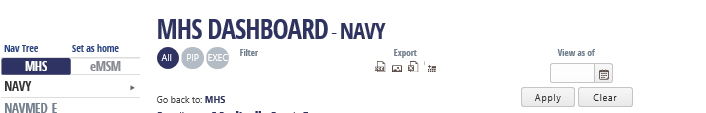 MHS DASHBOARD - NAVY
Nav Tree
Set as home
MHS
eMSM
NAVY
NAVMED E
All
PIP
EXEC
Filter
Export
View as of
Apply
Clear
Go back to: MHS